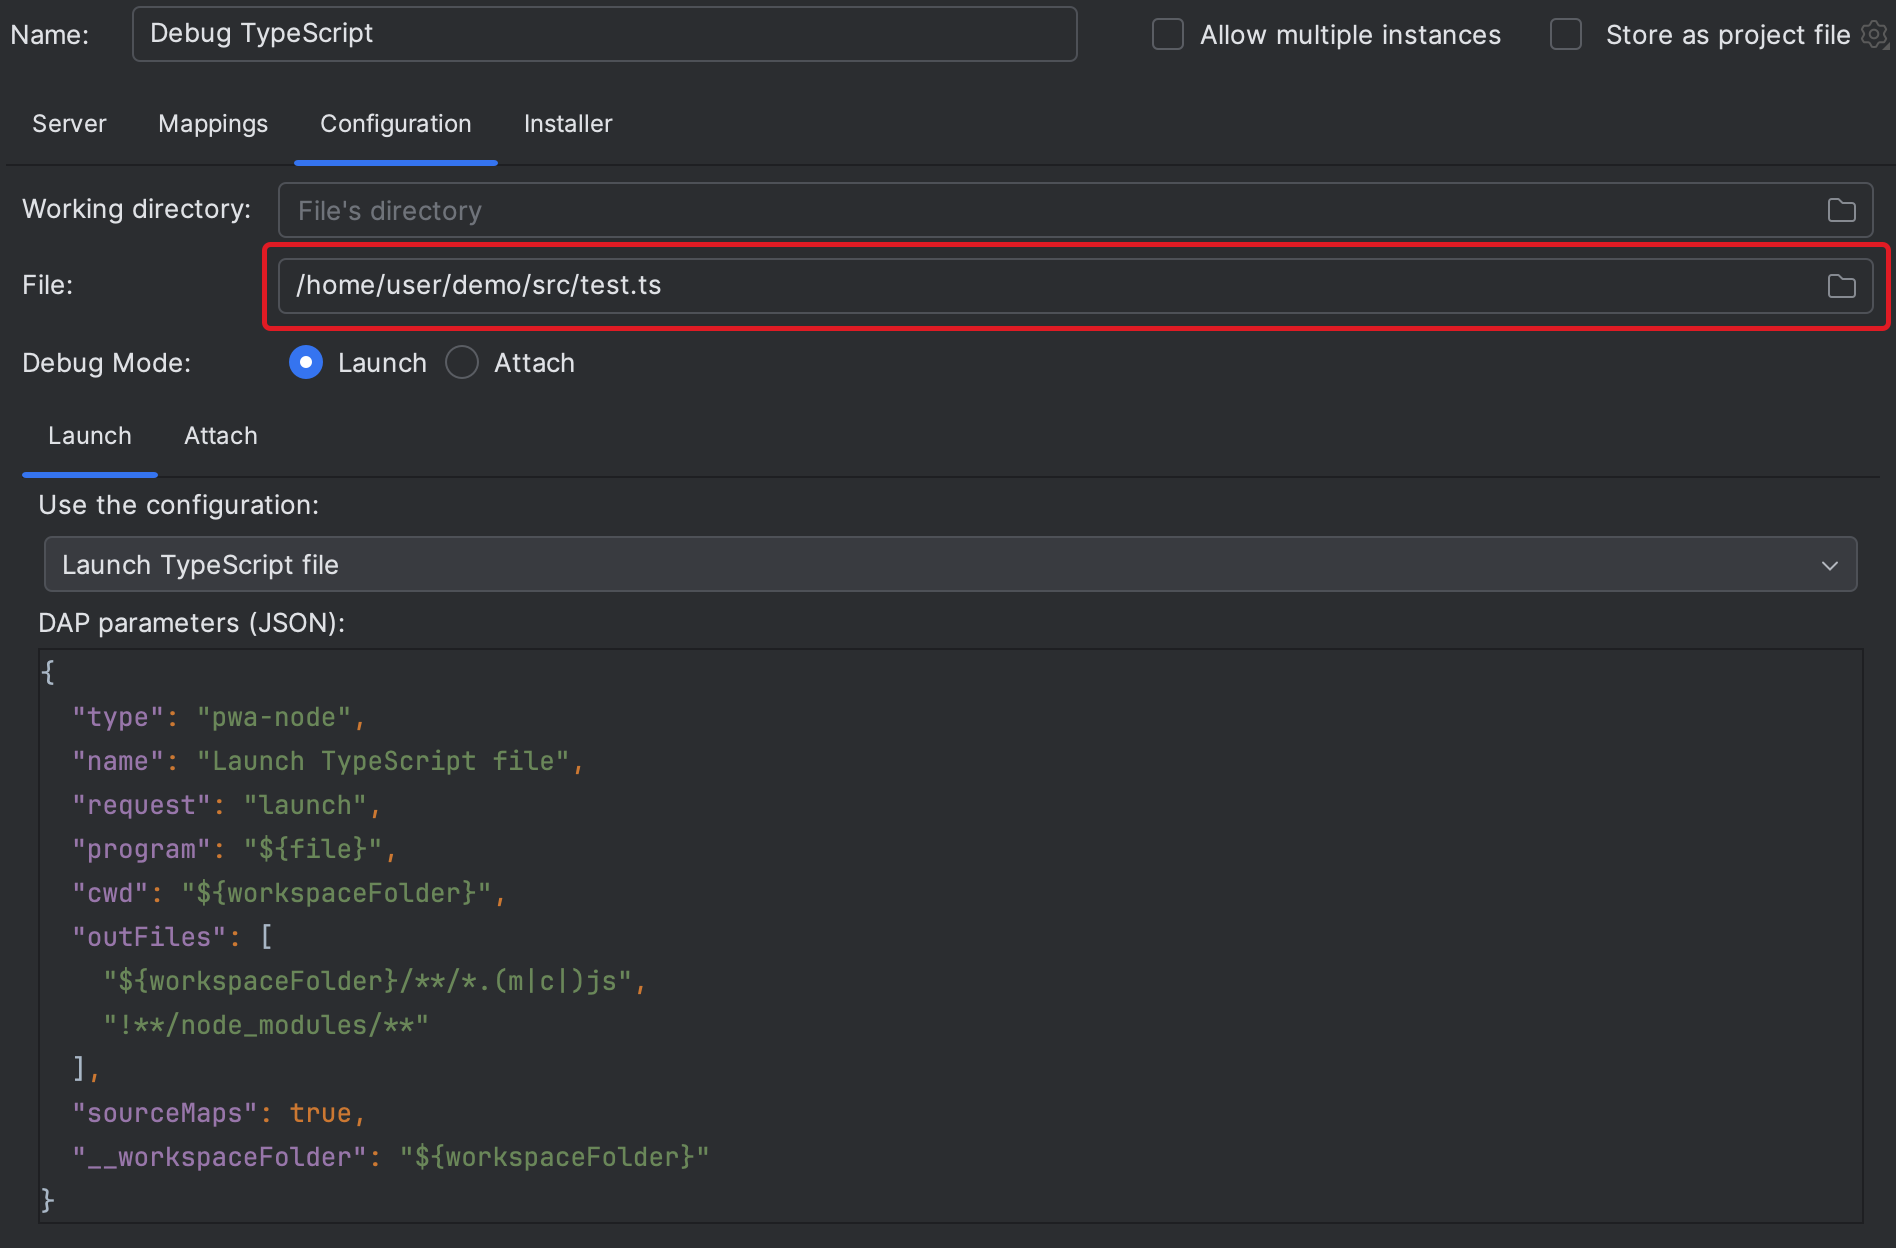 Name: Debug TypeScript Allow multiple instances Store as project file
Server Mappings Configuration Installer
Working directory: File's directory
File: /home/user/demo/src/test.ts
Debug Mode: Launch Attach
Launch Attach
Use the configuration:
Launch TypeScript file
DAP parameters (JSON):
{
  "type": "pwa-node",
  "name": "Launch TypeScript file",
  "request": "launch",
  "program": "${file}",
  "cwd": "${workspaceFolder}",
  "outFiles": [
    "${workspaceFolder}/**/*.(m|c|)js",
    "!**/node_modules/**"
  ],
  "sourceMaps": true,
  "__workspaceFolder": "${workspaceFolder}"
}